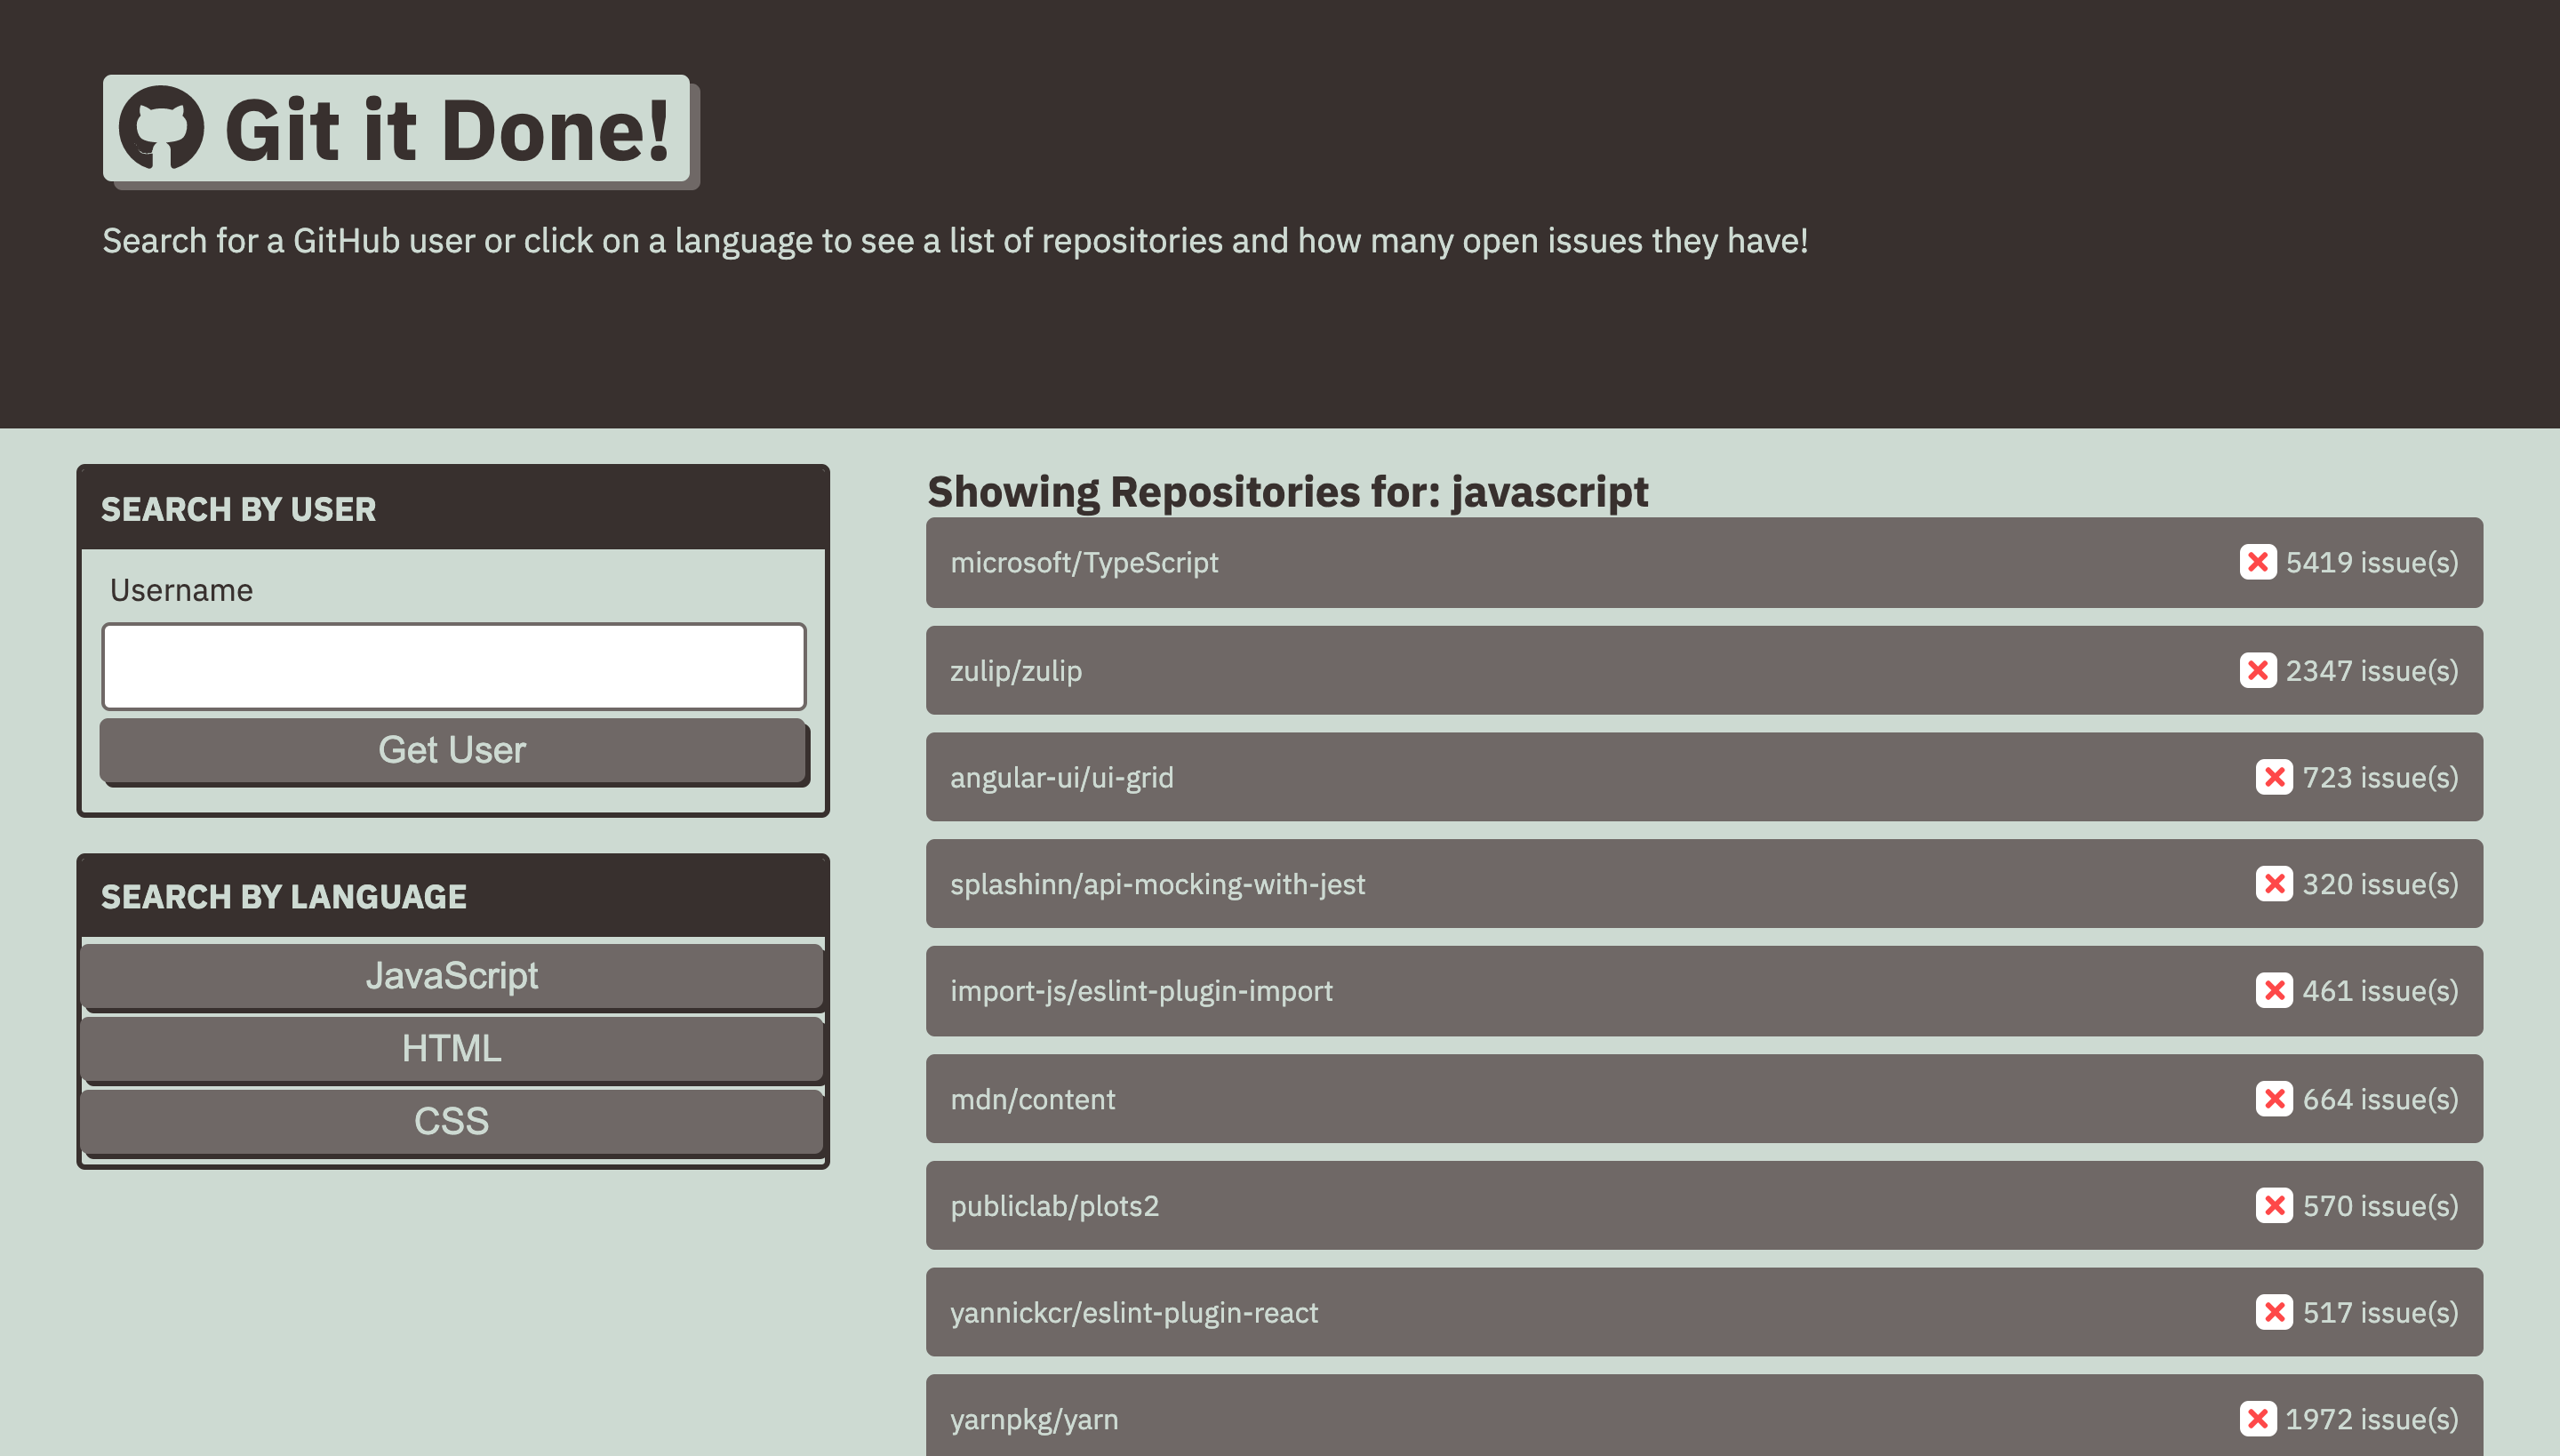 Git it Done!
Search for a GitHub user or click on a language to see a list of repositories and how many open issues they have!
SEARCH BY USER
Username
Get User
SEARCH BY LANGUAGE
JavaScript
HTML
CSS
Showing Repositories for: javascript
microsoft/TypeScript 5419 issue(s)
zulip/zulip 2347 issue(s)
angular-ui/ui-grid 723 issue(s)
splashinn/api-mocking-with-jest 320 issue(s)
import-js/eslint-plugin-import 461 issue(s)
mdn/content 664 issue(s)
publiclab/plots2 570 issue(s)
yannickcr/eslint-plugin-react 517 issue(s)
yarnpkg/yarn 1972 issue(s)